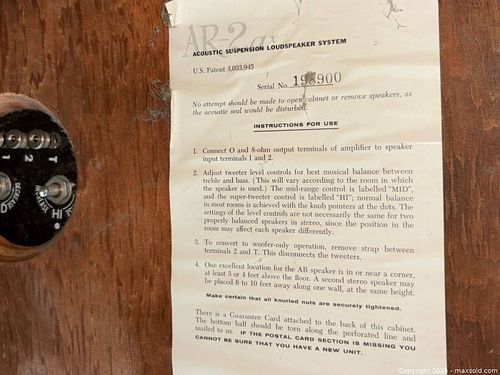 AR-2ax
ACOUSTIC SUSPENSION LOUDSPEAKER SYSTEM
U.S. Patent 3,033,945
Serial No. 198900
No attempt should be made to open cabinet or remove speakers, as
the acoustic seal would be disturbed.
INSTRUCTIONS FOR USE
1. Connect O and 8-ohm output terminals of amplifier to speaker
input terminals 1 and 2.
2. Adjust tweeter level controls for best musical balance between
treble and bass. (This will vary according to the room in which
the speaker is used.) The mid-range control is labelled "MID",
and the super-tweeter control is labelled "HI"; normal balance
in most rooms is achieved with the knob pointers at the dots. The
settings of the level controls are not necessarily the same for two
properly balanced speakers in stereo, since the position in the
room may affect each speaker differently.
3. To convert to woofer-only operation, remove strap between
terminals 2 and T. This disconnects the tweeters.
4. One excellent location for the AR speaker is in or near a corner,
at least 3 or 4 feet above the floor. A second stereo speaker may
be placed 6 to 10 feet away along one wall, at the same height.
Make certain that all knurled nuts are securely tightened.
There is a Guarantee Card attached to the back of this cabinet.
The bottom half should be torn along the perforated line and
mailed to us. IF THE POSTAL CARD SECTION IS MISSING YOU
CANNOT BE SURE THAT YOU HAVE A NEW UNIT.
1 2 T
HI
Copyright 2025 - maxsold.com